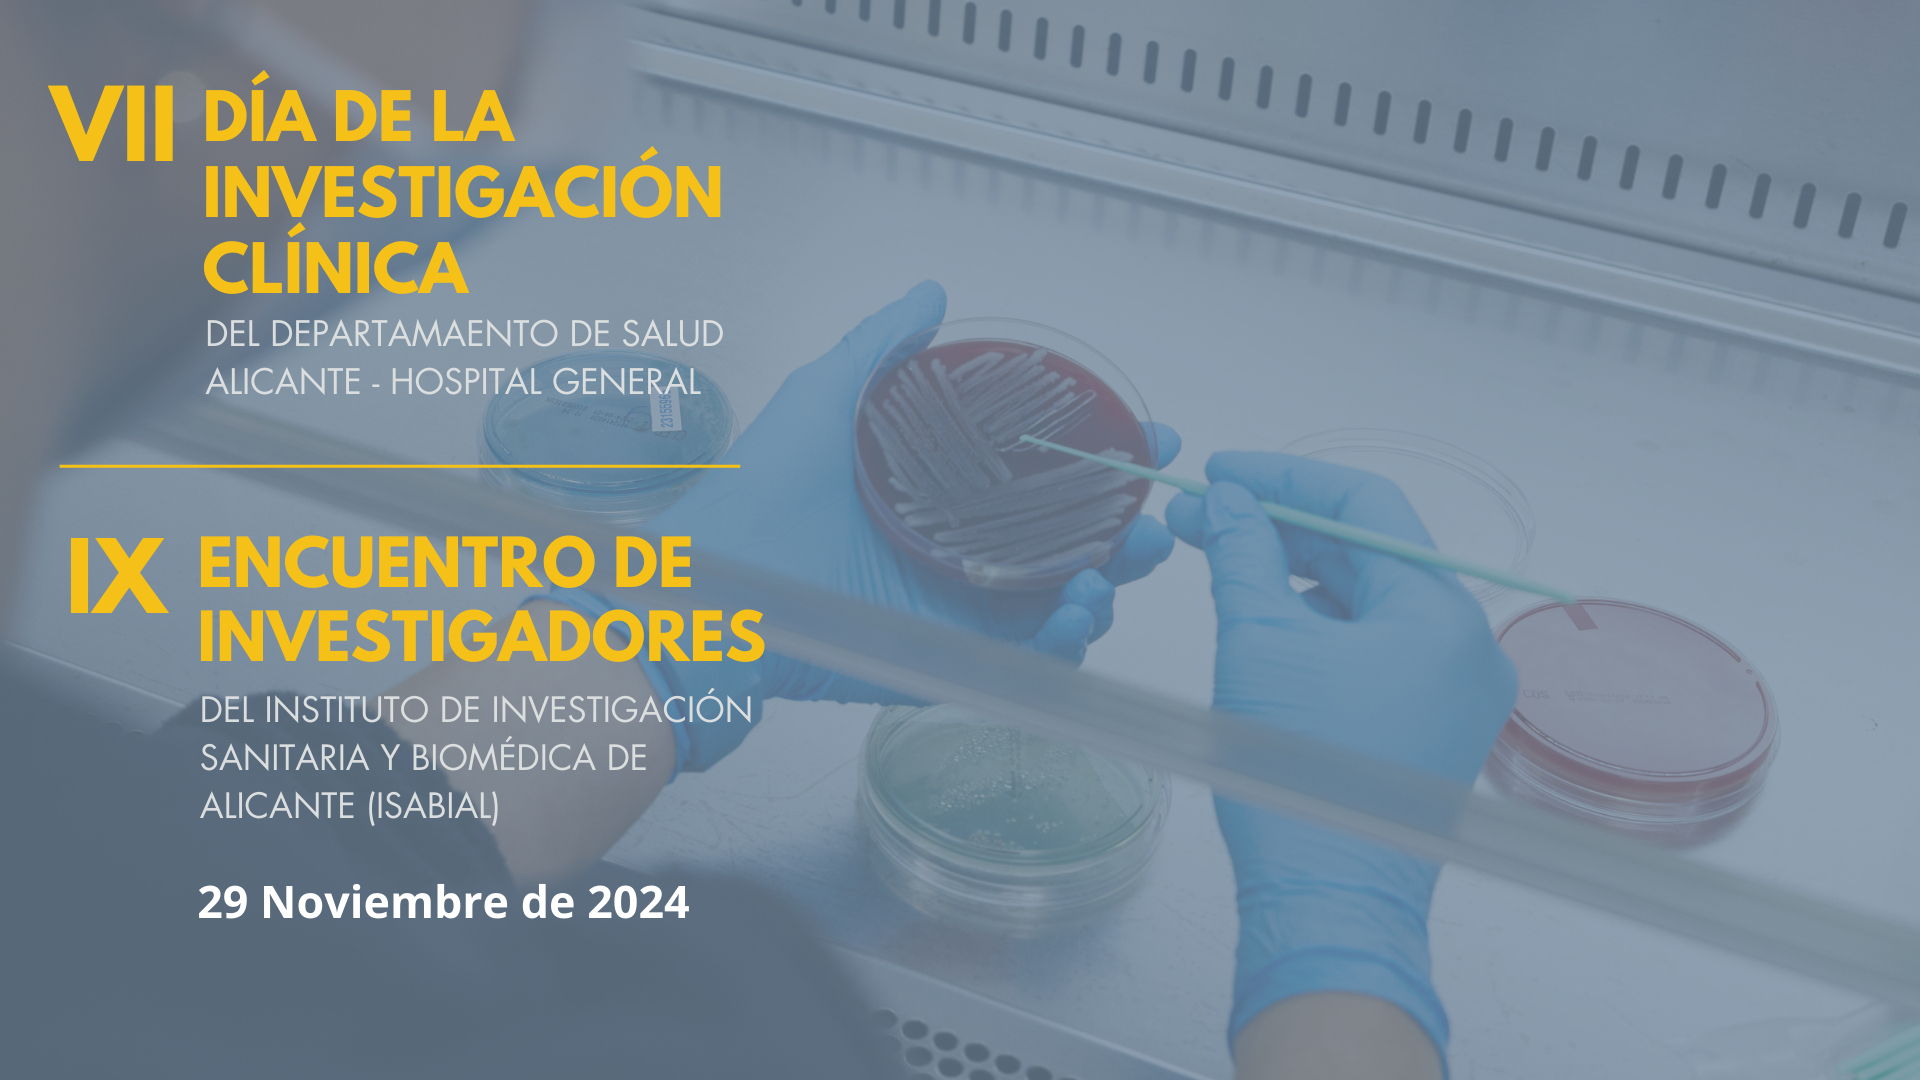 VII DÍA DE LA
INVESTIGACIÓN
CLÍNICA
DEL DEPARTAMAENTO DE SALUD
ALICANTE - HOSPITAL GENERAL
IX ENCUENTRO DE
INVESTIGADORES
DEL INSTITUTO DE INVESTIGACIÓN
SANITARIA Y BIOMÉDICA DE
ALICANTE (ISABIAL)
29 Noviembre de 2024